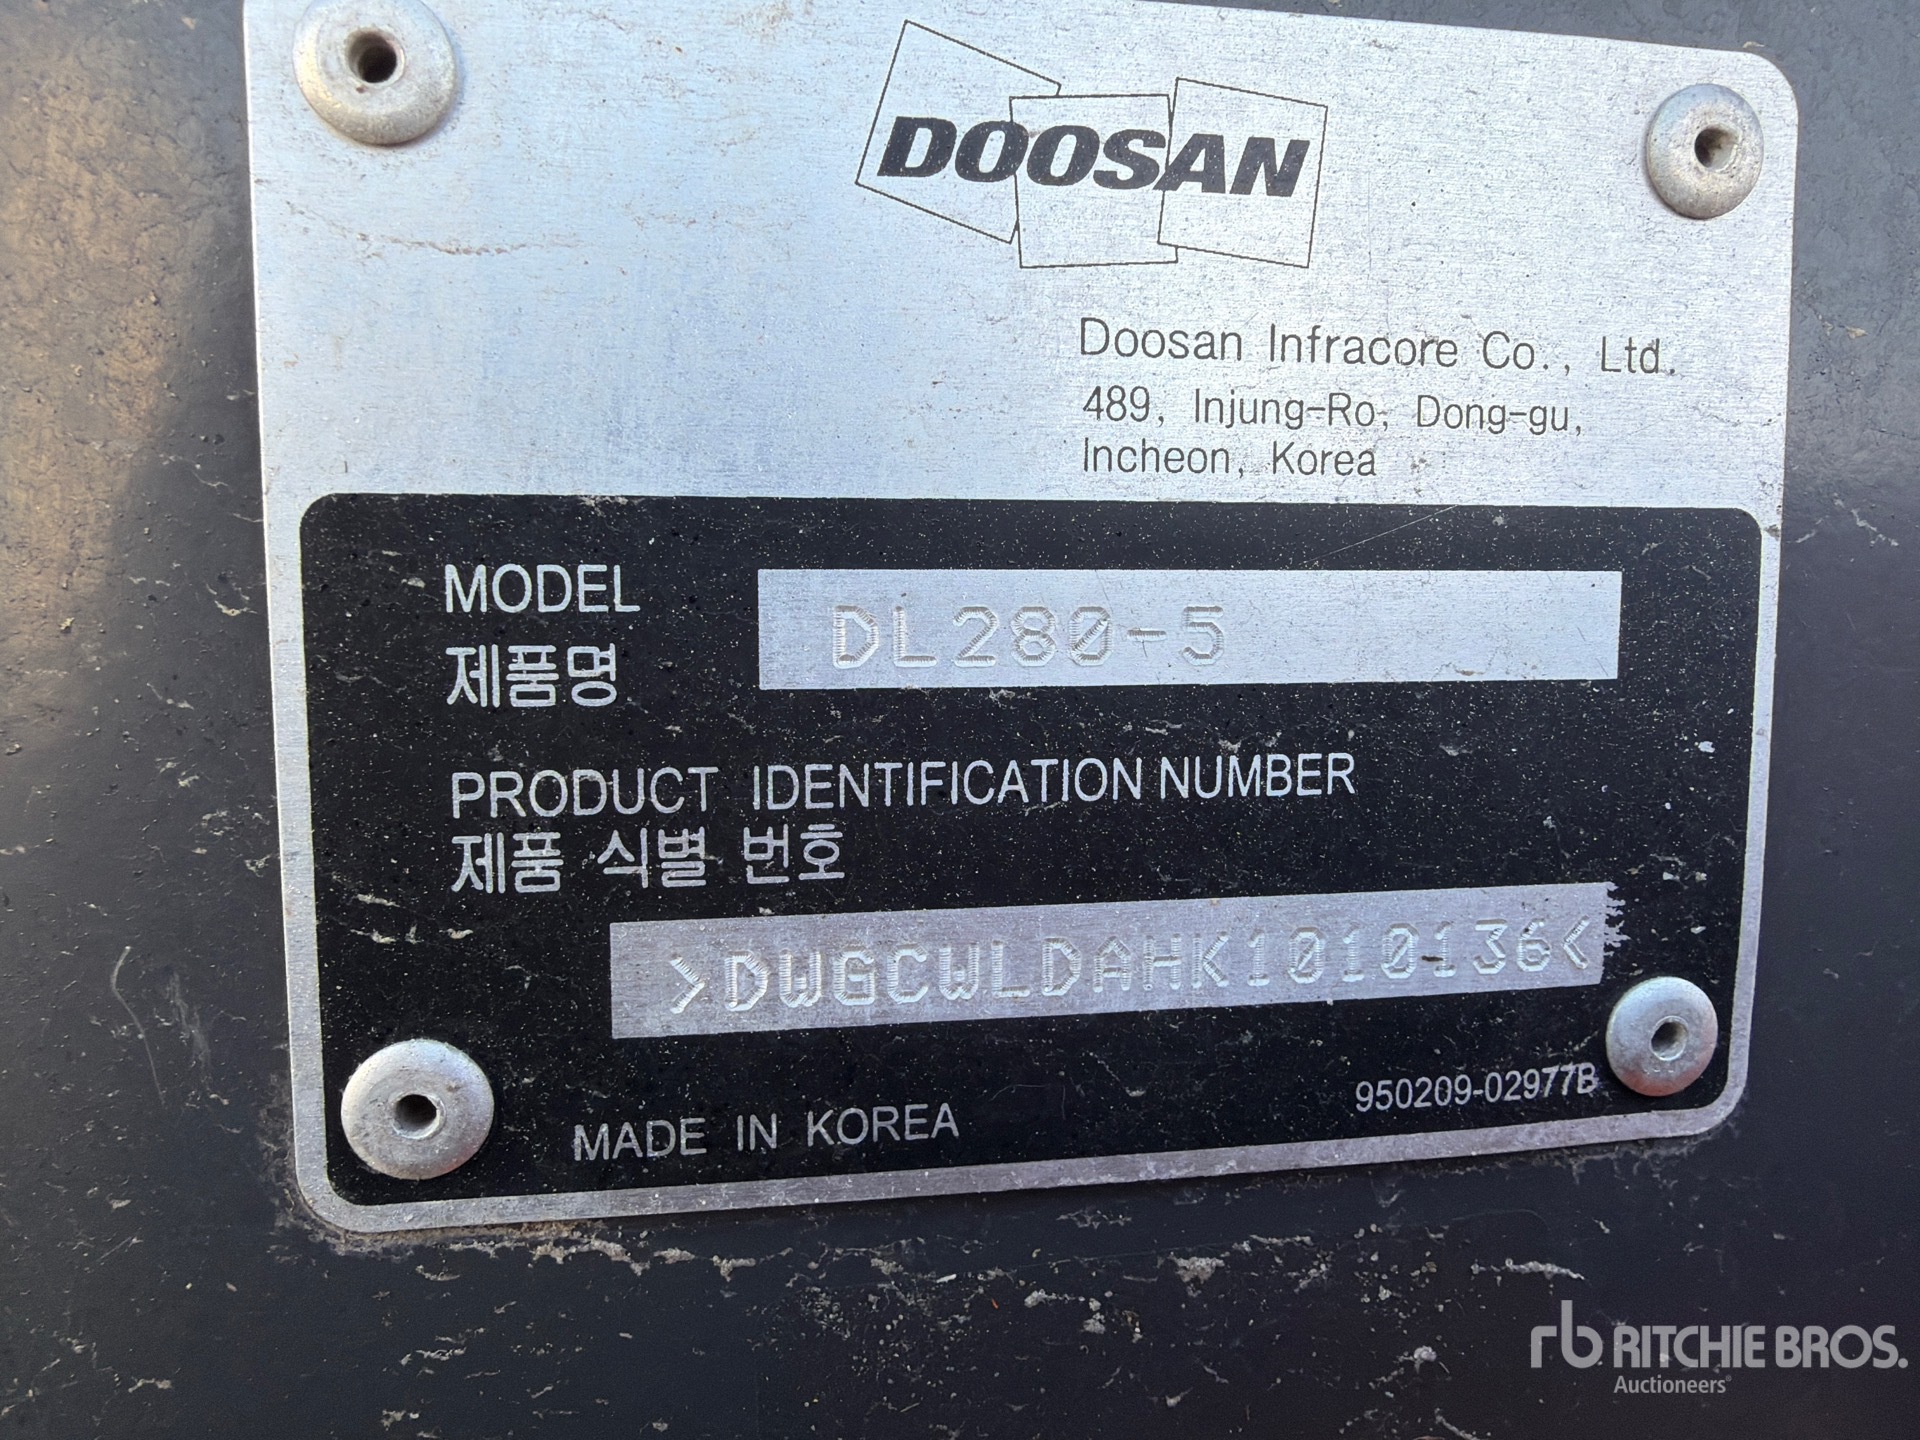 DOOSAN
Doosan Infracore Co., Ltd.
489, Injung-Ro, Dong-gu,
Incheon, Korea
MODEL
제품명
DL280-5
PRODUCT IDENTIFICATION NUMBER
제품 식별 번호
>DWGCWLDAHK1010136<
MADE IN KOREA
950209-02977B
rb RITCHIE BROS.
Auctioneers